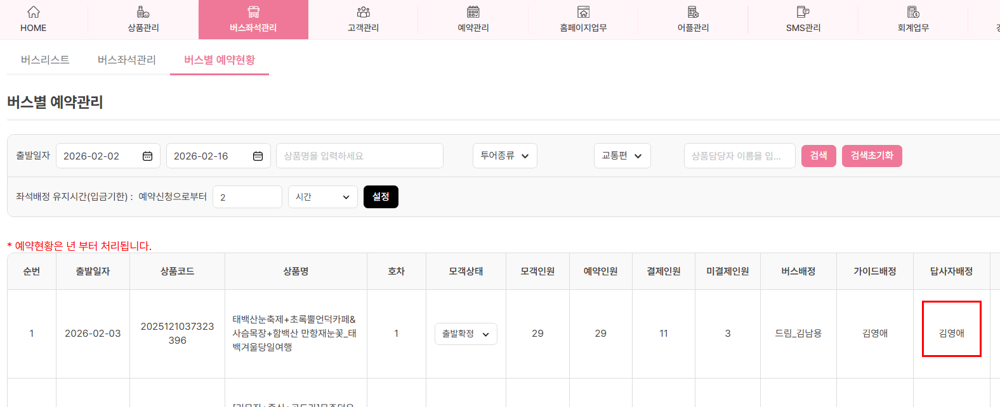 HOME 상품관리 버스좌석관리 고객관리 예약관리 홈페이지업무 어플관리 SMS관리 회계업무
버스리스트 버스좌석관리 버스별 예약현황
버스별 예약관리
출발일자 2026-02-02 2026-02-16 상품명을 입력하세요 투어종류 교통편 상품담당자 이름을 입... 검색 검색초기화
좌석배정 유지시간(입금기한) : 예약신청으로부터 2 시간 설정
* 예약현황은 년 부터 처리됩니다.
순번 출발일자 상품코드 상품명 호차 모객상태 모객인원 예약인원 결제인원 미결제인원 버스배정 가이드배정 답사자배정
태백산눈축제+초록뿔언덕카페&
2025121037323
1 2026-02-03 사슴목장+함백산 만항재눈꽃_태 1 출발확정 29 29 11 3 드림_김남용 김영애 김영애
396
백겨울당일여행